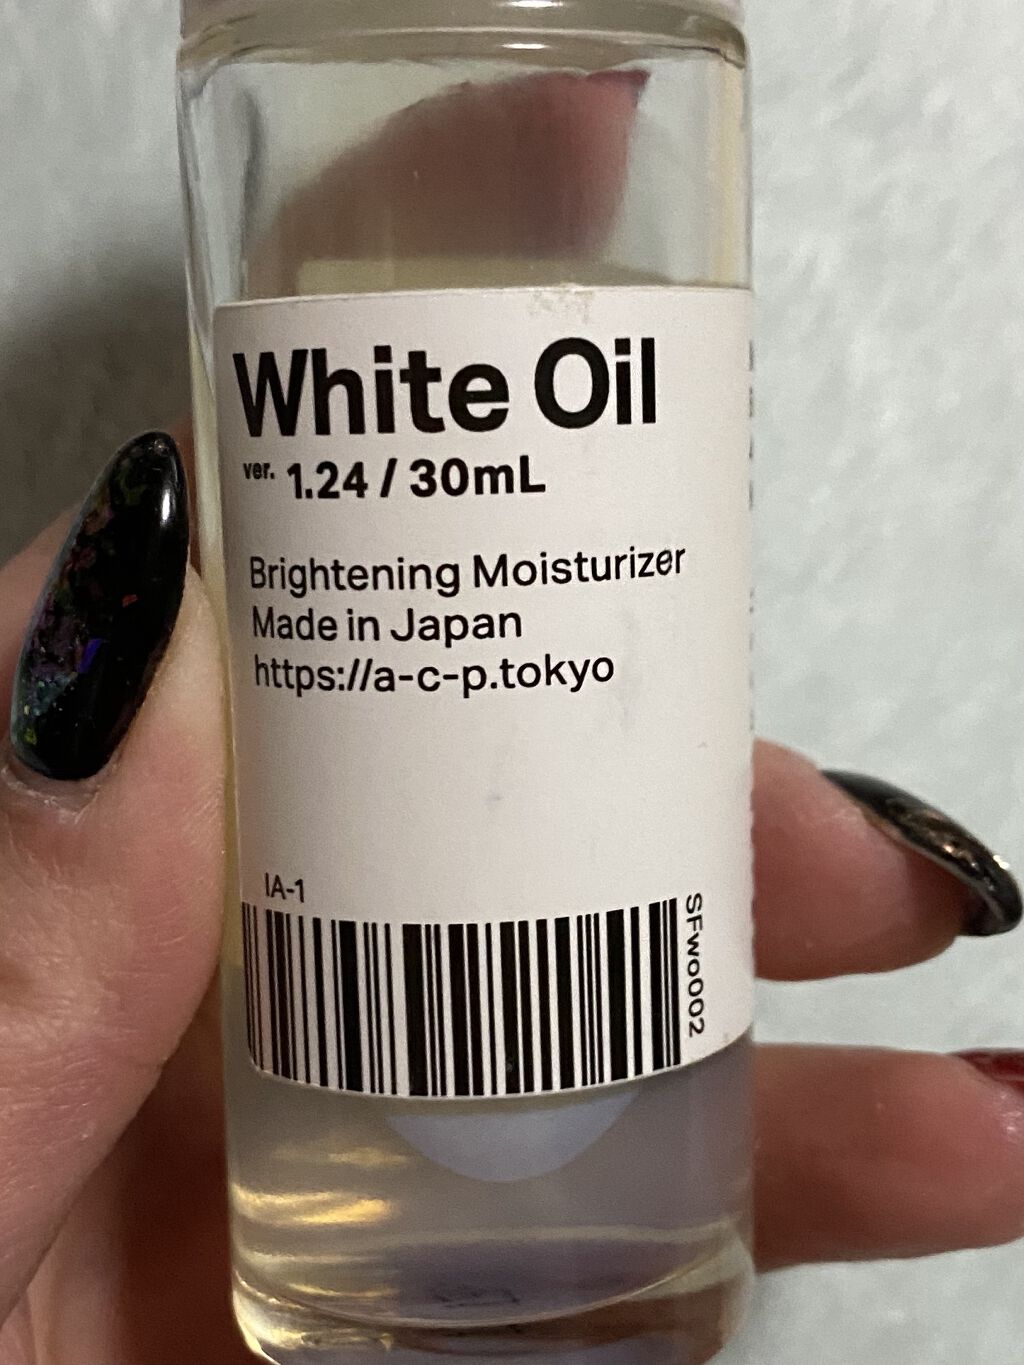 White Oil
ver. 1.24 / 30mL
Brightening Moisturizer
Made in Japan
https://a-c-p.tokyo
IA-1
SFwo002